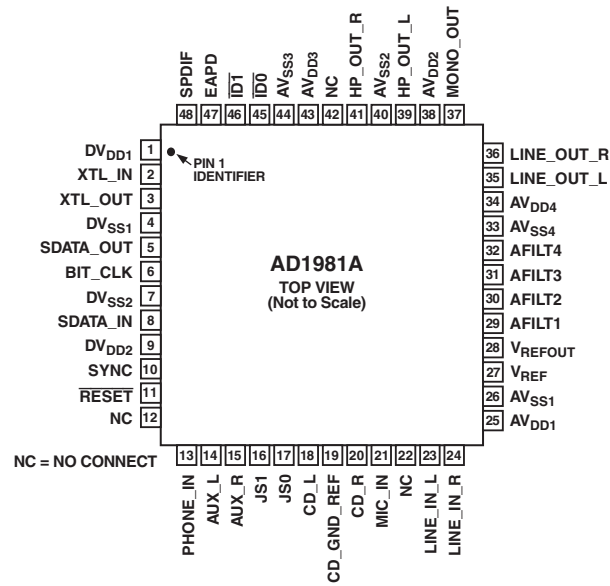 SPDIF
EAPD
ID1
ID0
AVSS3
AVDD3
NC
HP_OUT_R
AVSS2
HP_OUT_L
AVDD2
MONO_OUT
48 47 46 45 44 43 42 41 40 39 38 37
DVDD1 1
XTL_IN 2
XTL_OUT 3
DVSS1 4
SDATA_OUT 5
BIT_CLK 6
DVSS2 7
SDATA_IN 8
DVDD2 9
SYNC 10
RESET 11
NC 12
PIN 1
IDENTIFIER
AD1981A
TOP VIEW
(Not to Scale)
36 LINE_OUT_R
35 LINE_OUT_L
34 AVDD4
33 AVSS4
32 AFILT4
31 AFILT3
30 AFILT2
29 AFILT1
28 VREFOUT
27 VREF
26 AVSS1
25 AVDD1
NC = NO CONNECT
13 14 15 16 17 18 19 20 21 22 23 24
PHONE_IN
AUX_L
AUX_R
JS1
JS0
CD_L
CD_GND_REF
CD_R
MIC_IN
NC
LINE_IN_L
LINE_IN_R